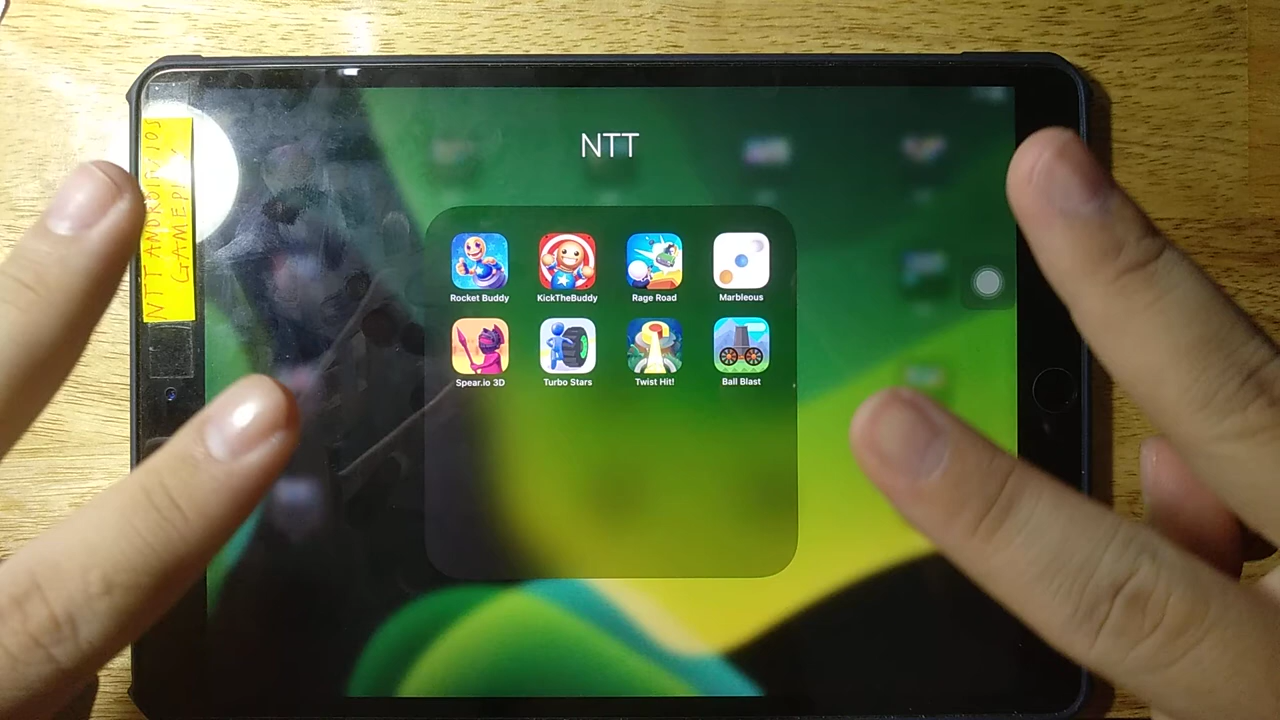 NTT ANDROID/IOS
GAMEPLAY
NTT
Rocket Buddy KickTheBuddy Rage Road Marbleous
Spear.io 3D Turbo Stars Twist Hit! Ball Blast